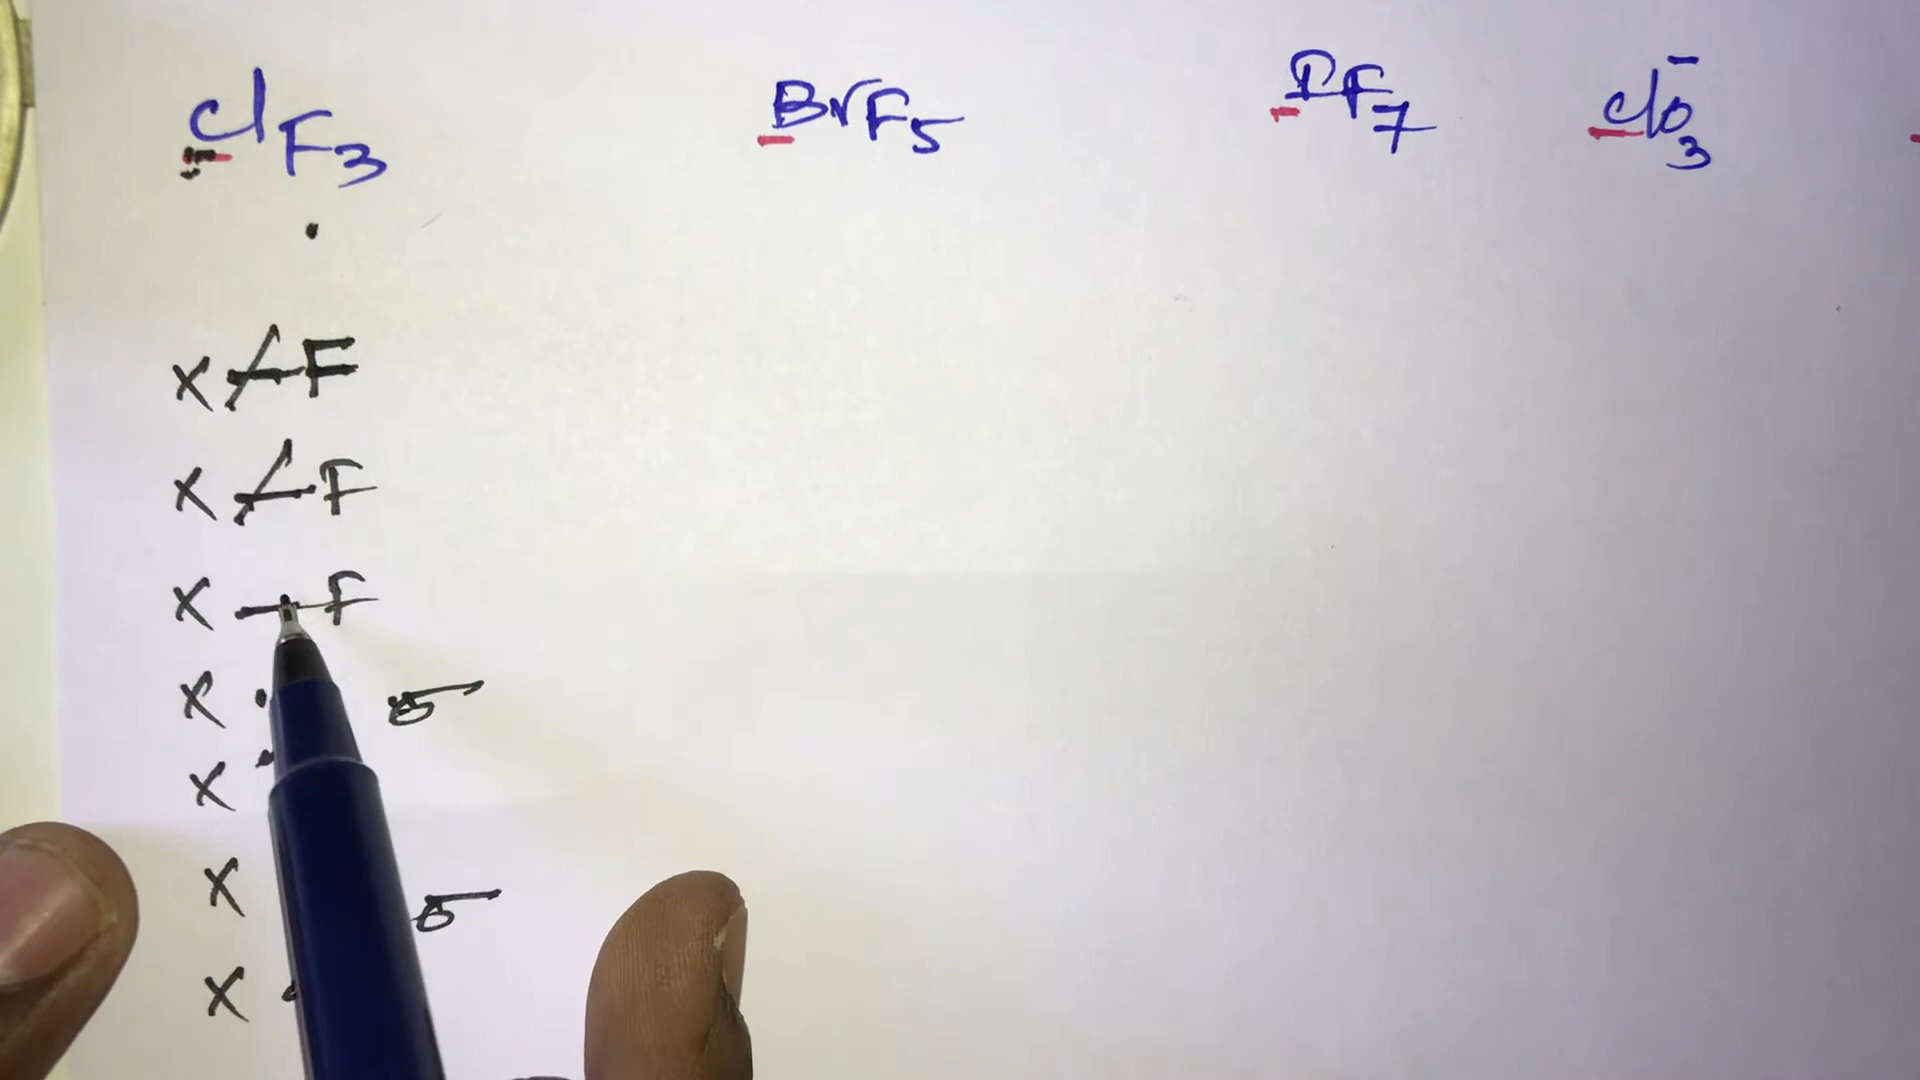 ClF3 BrF5 IF7 ClO3-
x F
x F
x F
x σ
x
x σ
x